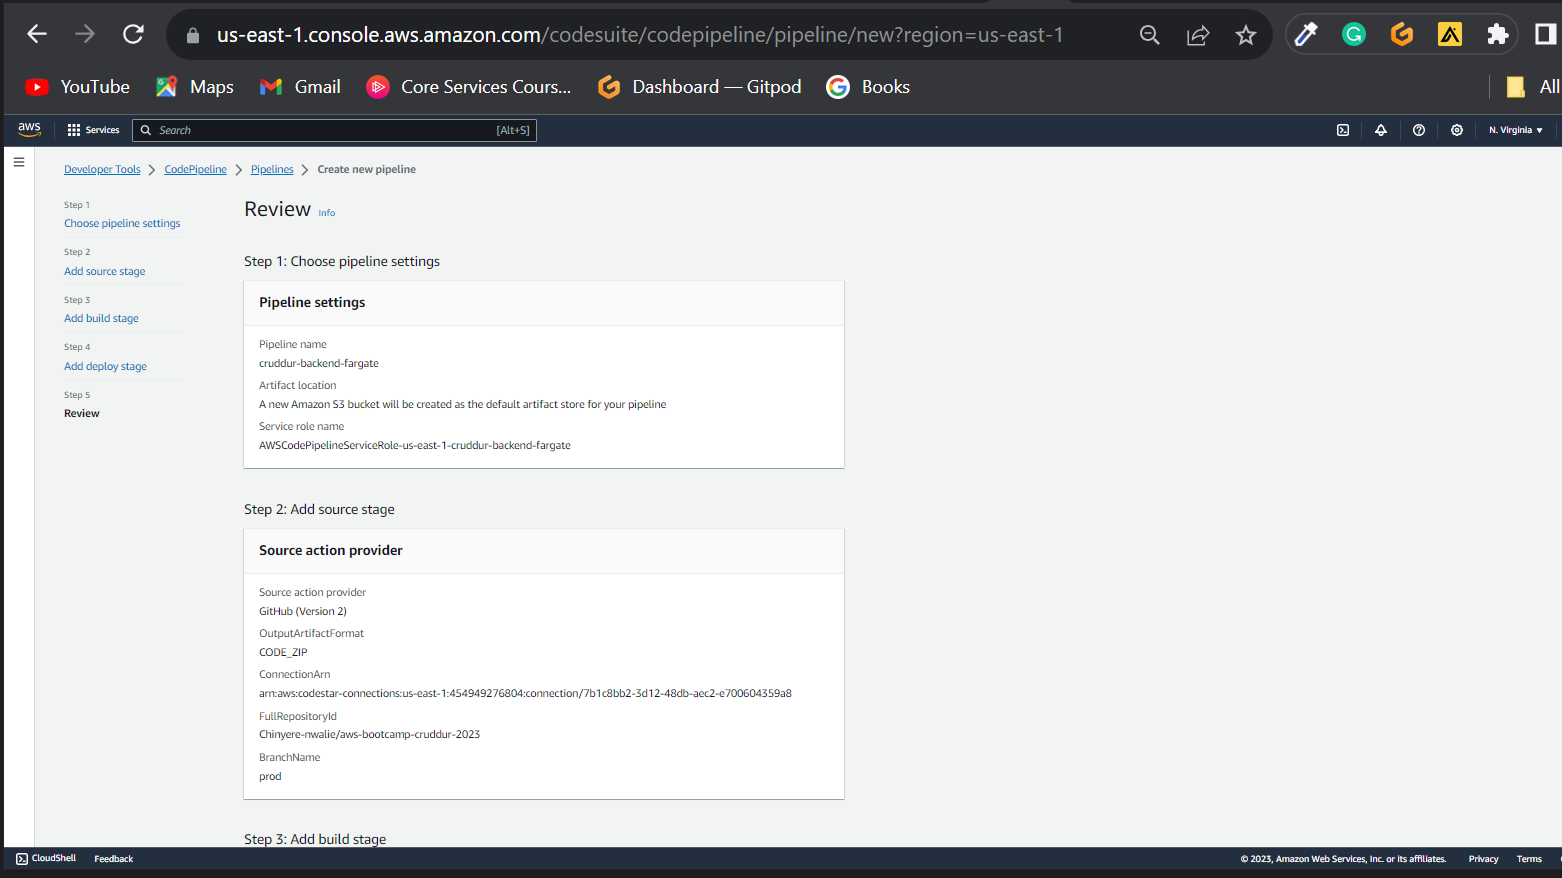 us-east-1.console.aws.amazon.com/codesuite/codepipeline/pipeline/new?region=us-east-1
YouTube Maps Gmail Core Services Cours... Dashboard — Gitpod Books All
aws Services Search [Alt+S] N. Virginia
Developer Tools > CodePipeline > Pipelines > Create new pipeline
Step 1
Choose pipeline settings
Step 2
Add source stage
Step 3
Add build stage
Step 4
Add deploy stage
Step 5
Review
Review Info
Step 1: Choose pipeline settings
Pipeline settings
Pipeline name
cruddur-backend-fargate
Artifact location
A new Amazon S3 bucket will be created as the default artifact store for your pipeline
Service role name
AWSCodePipelineServiceRole-us-east-1-cruddur-backend-fargate
Step 2: Add source stage
Source action provider
Source action provider
GitHub (Version 2)
OutputArtifactFormat
CODE_ZIP
ConnectionArn
arn:aws:codestar-connections:us-east-1:454949276804:connection/7b1c8bb2-3d12-48db-aec2-e700604359a8
FullRepositoryId
Chinyere-nwalie/aws-bootcamp-cruddur-2023
BranchName
prod
Step 3: Add build stage
CloudShell Feedback © 2023, Amazon Web Services, Inc. or its affiliates. Privacy Terms